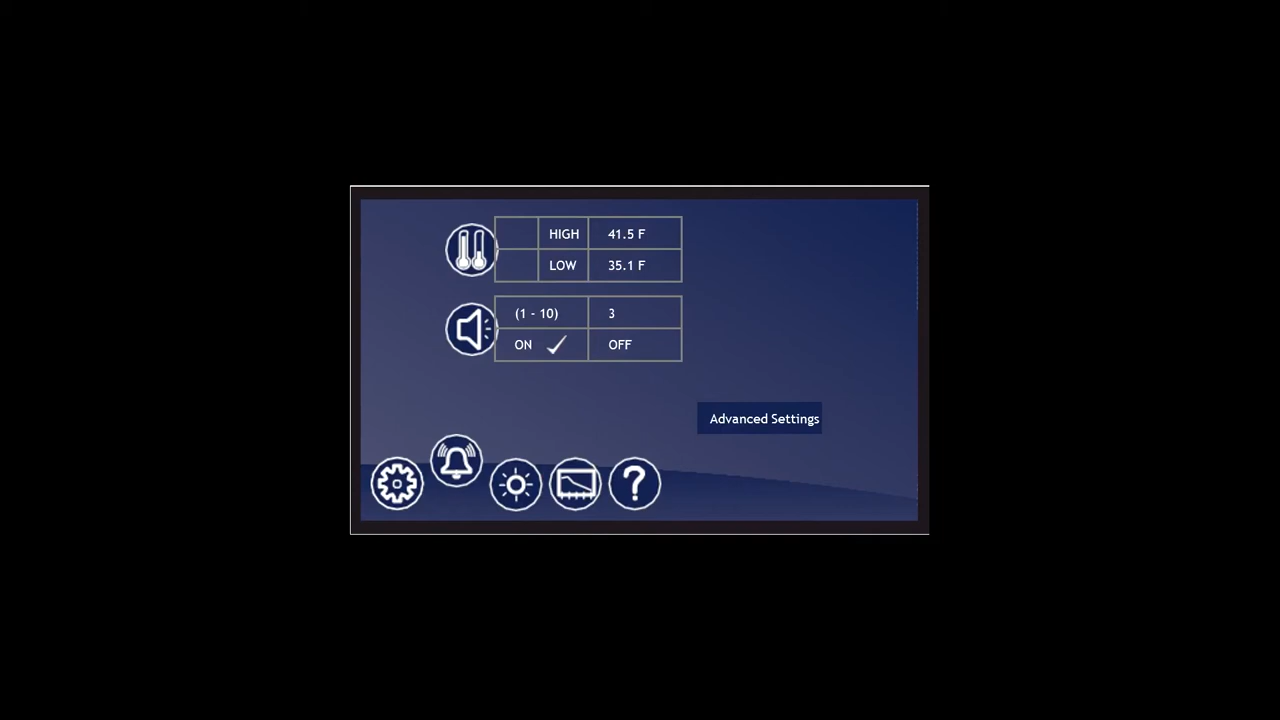 HIGH 41.5 F
LOW 35.1 F
(1 - 10) 3
ON OFF
Advanced Settings
?